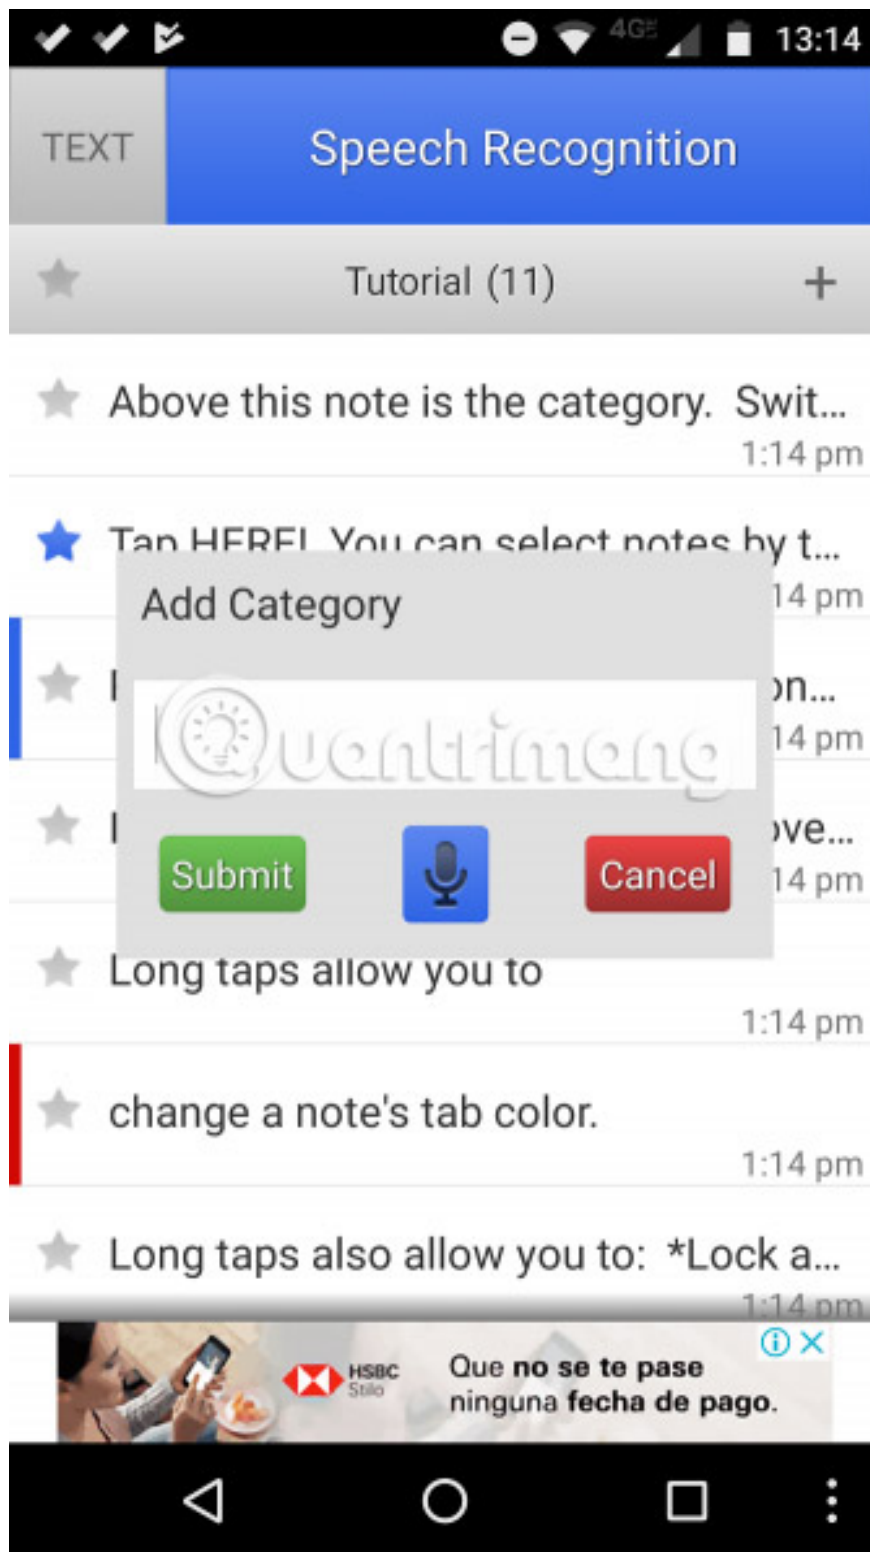 4G 13:14
TEXT Speech Recognition
Tutorial (11) +
Above this note is the category. Swit...
1:14 pm
Tap HERE! You can select notes by t...
14 pm
Add Category
on...
14 pm
Quantrimang
ove...
14 pm
Submit Cancel
Long taps allow you to
1:14 pm
change a note's tab color.
1:14 pm
Long taps also allow you to: *Lock a...
1:14 pm
HSBC
Stilo
Que no se te pase
ninguna fecha de pago.